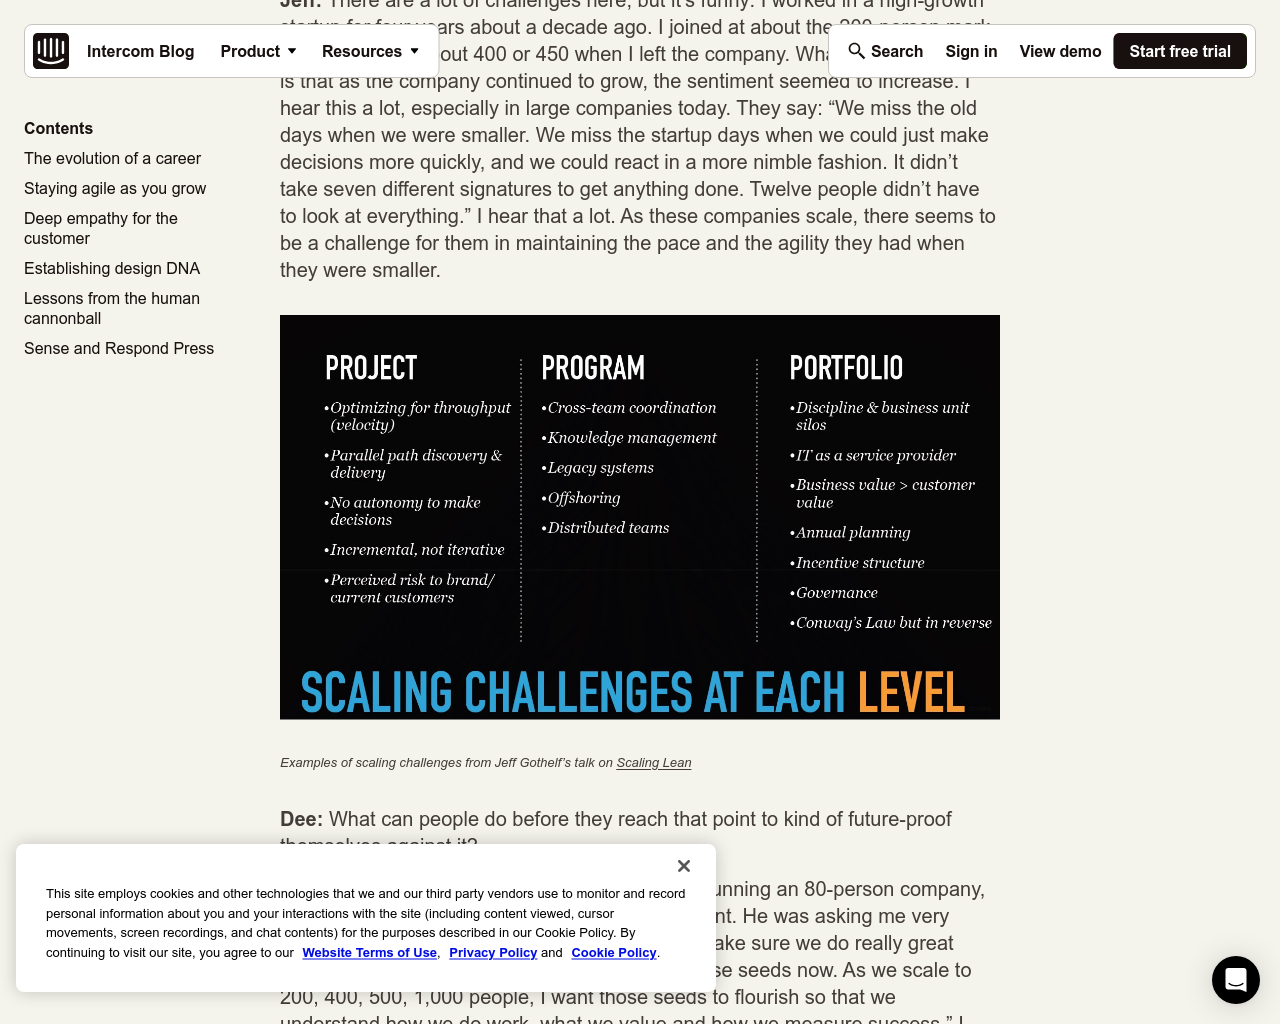 Intercom Blog
Product
Resources
Search
Sign in
View demo
Start free trial
Contents
The evolution of a career
Staying agile as you grow
Deep empathy for the
customer
Establishing design DNA
Lessons from the human
cannonball
Sense and Respond Press
Jeff: There are a lot of challenges here, but it's funny: I worked in a high-growth
years about a decade ago. I joined at about the 200-person mark
out 400 or 450 when I left the company.
is that as the company continued to grow, the sentiment seemed to increase. I
hear this a lot, especially in large companies today. They say: “We miss the old
days when we were smaller. We miss the startup days when we could just make
decisions more quickly, and we could react in a more nimble fashion. It didn’t
take seven different signatures to get anything done. Twelve people didn’t have
to look at everything.” I hear that a lot. As these companies scale, there seems to
be a challenge for them in maintaining the pace and the agility they had when
they were smaller.
PROJECT
•Optimizing for throughput
(velocity)
•Parallel path discovery &
delivery
•No autonomy to make
decisions
•Incremental, not iterative
•Perceived risk to brand/
current customers
PROGRAM
•Cross-team coordination
•Knowledge management
•Legacy systems
•Offshoring
•Distributed teams
PORTFOLIO
•Discipline & business unit
silos
•IT as a service provider
•Business value > customer
value
•Annual planning
•Incentive structure
•Governance
•Conway’s Law but in reverse
SCALING CHALLENGES AT EACH LEVEL
Examples of scaling challenges from Jeff Gothelf’s talk on Scaling Lean
Dee: What can people do before they reach that point to kind of future-proof
themselves against it?
running an 80-person company,
He was asking me very
make sure we do really great
seeds now. As we scale to
200, 400, 500, 1,000 people, I want those seeds to flourish so that we
understand how we do work, what we value and how we measure success.” I
This site employs cookies and other technologies that we and our third party vendors use to monitor and record
personal information about you and your interactions with the site (including content viewed, cursor
movements, screen recordings, and chat contents) for the purposes described in our Cookie Policy. By
continuing to visit our site, you agree to our Website Terms of Use, Privacy Policy and Cookie Policy.